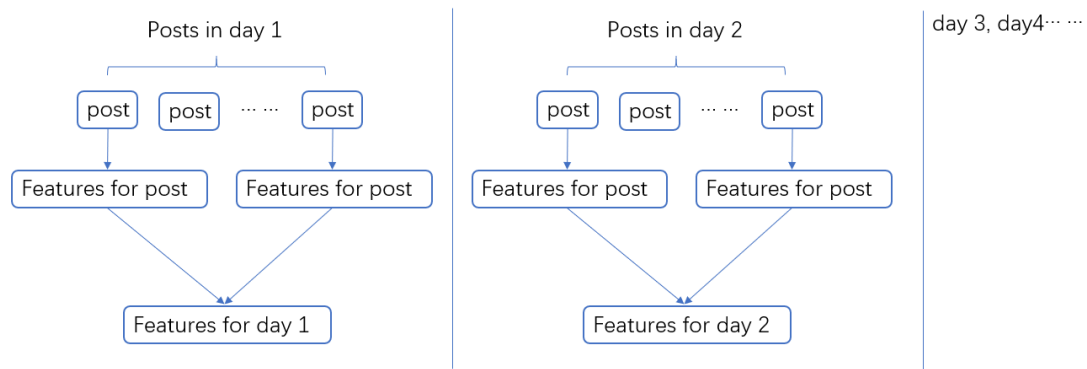 Posts in day 1
post
post
... ...
post
Features for post
Features for post
Features for day 1
Posts in day 2
post
post
... ...
post
Features for post
Features for post
Features for day 2
day 3, day4... ...